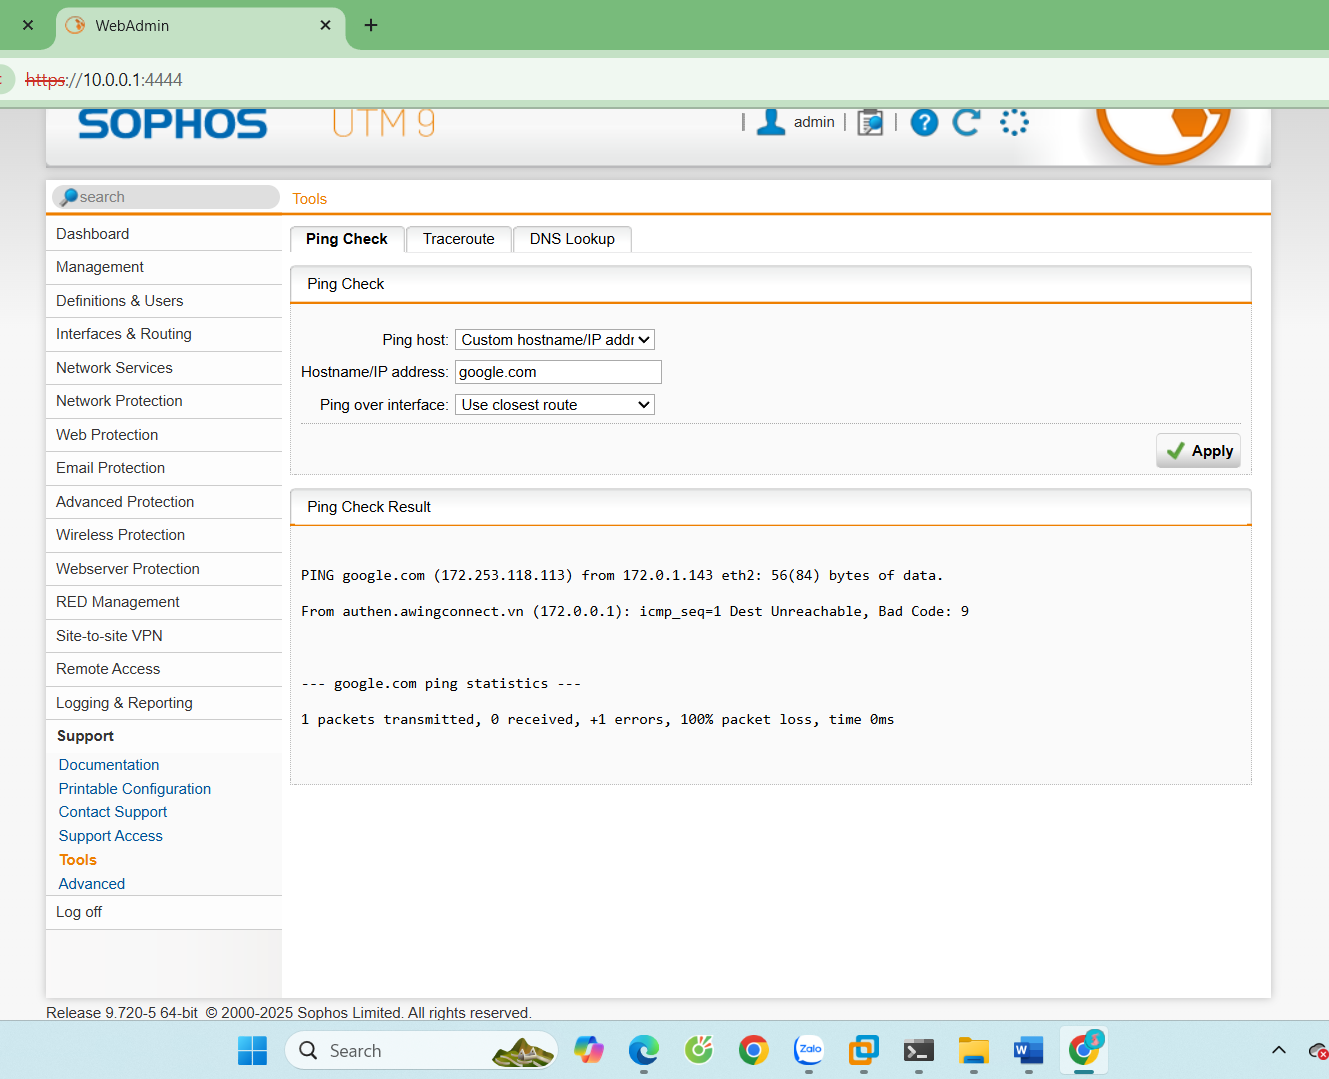 WebAdmin
https://10.0.0.1:4444
SOPHOS UTM 9
| admin | |
search
Tools
Dashboard
Management
Definitions & Users
Interfaces & Routing
Network Services
Network Protection
Web Protection
Email Protection
Advanced Protection
Wireless Protection
Webserver Protection
RED Management
Site-to-site VPN
Remote Access
Logging & Reporting
Support
Documentation
Printable Configuration
Contact Support
Support Access
Tools
Advanced
Log off
Ping Check
Traceroute
DNS Lookup
Ping Check
Ping host: Custom hostname/IP addr
Hostname/IP address: google.com
Ping over interface: Use closest route
Apply
Ping Check Result
PING google.com (172.253.118.113) from 172.0.1.143 eth2: 56(84) bytes of data.
From authen.awingconnect.vn (172.0.0.1): icmp_seq=1 Dest Unreachable, Bad Code: 9
--- google.com ping statistics ---
1 packets transmitted, 0 received, +1 errors, 100% packet loss, time 0ms
Release 9.720-5 64-bit © 2000-2025 Sophos Limited. All rights reserved.
Search
Zalo